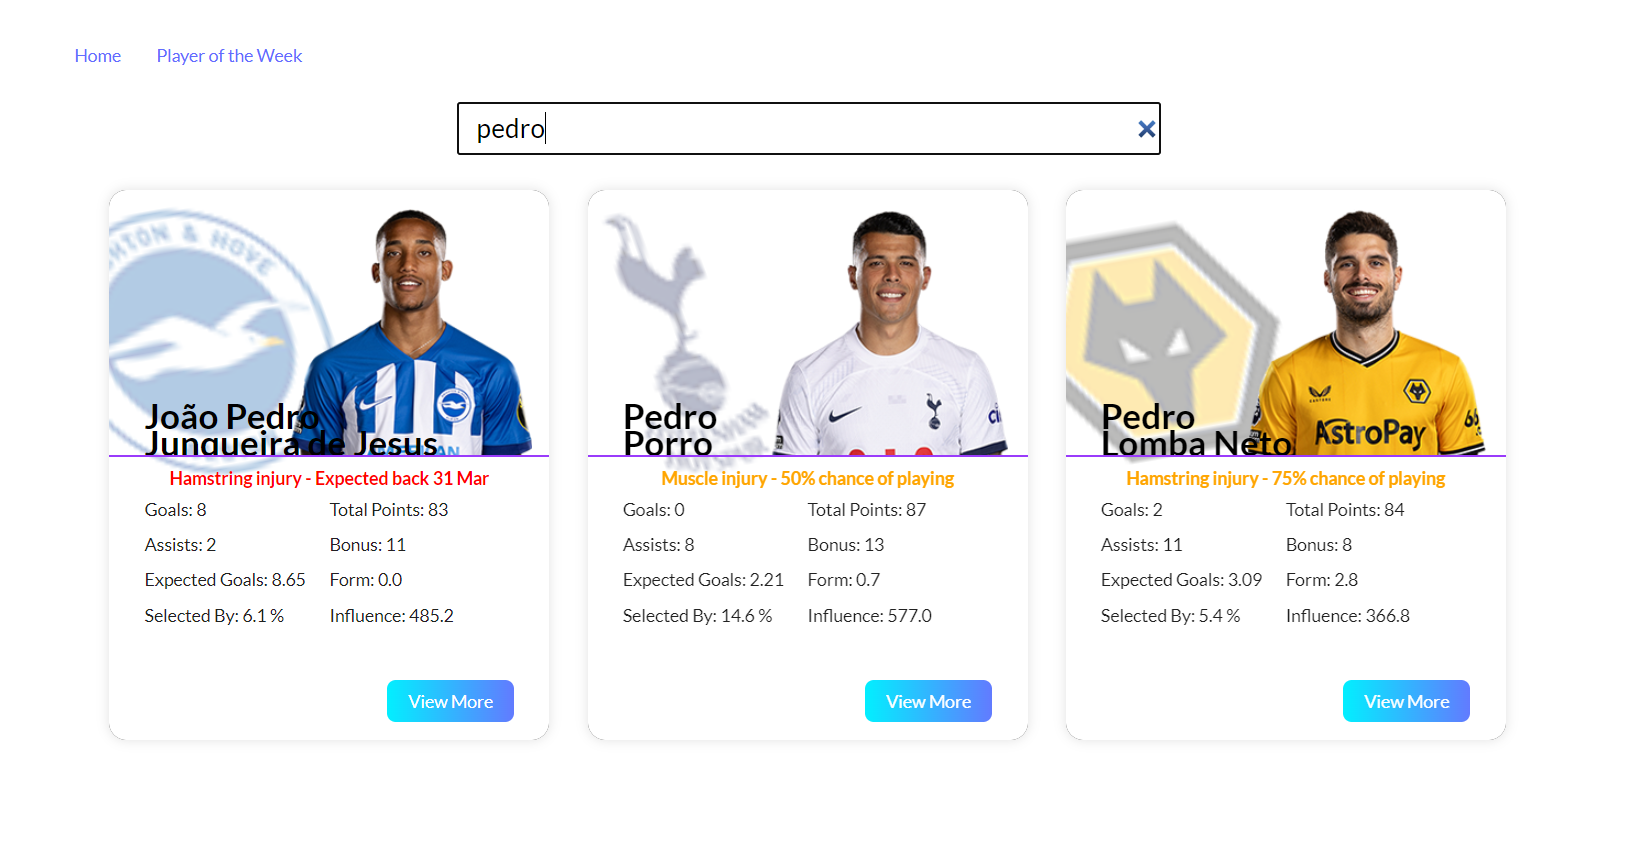 Home Player of the Week
pedro
João Pedro
Junqueira de Jesus
Hamstring injury - Expected back 31 Mar
Goals: 8 Total Points: 83
Assists: 2 Bonus: 11
Expected Goals: 8.65 Form: 0.0
Selected By: 6.1 % Influence: 485.2
View More
Pedro
Porro
Muscle injury - 50% chance of playing
Goals: 0 Total Points: 87
Assists: 8 Bonus: 13
Expected Goals: 2.21 Form: 0.7
Selected By: 14.6 % Influence: 577.0
View More
AstroPay
Pedro
Lomba Neto
Hamstring injury - 75% chance of playing
Goals: 2 Total Points: 84
Assists: 11 Bonus: 8
Expected Goals: 3.09 Form: 2.8
Selected By: 5.4 % Influence: 366.8
View More
& HOVE